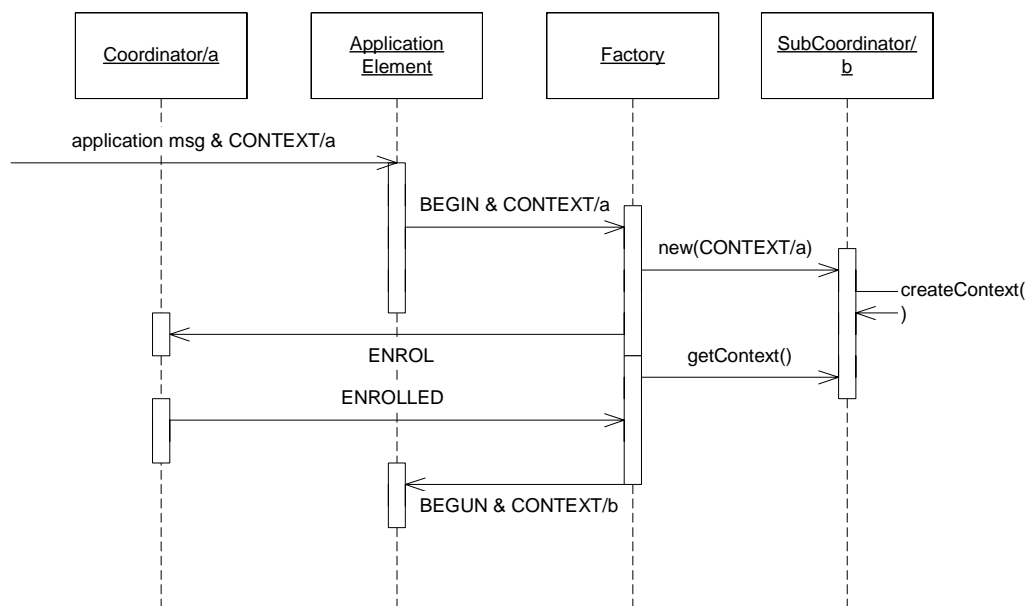 Coordinator/a
Application
Element
Factory
SubCoordinator/
b
application msg & CONTEXT/a
BEGIN & CONTEXT/a
new(CONTEXT/a)
createContext(
)
ENROL
getContext()
ENROLLED
BEGUN & CONTEXT/b